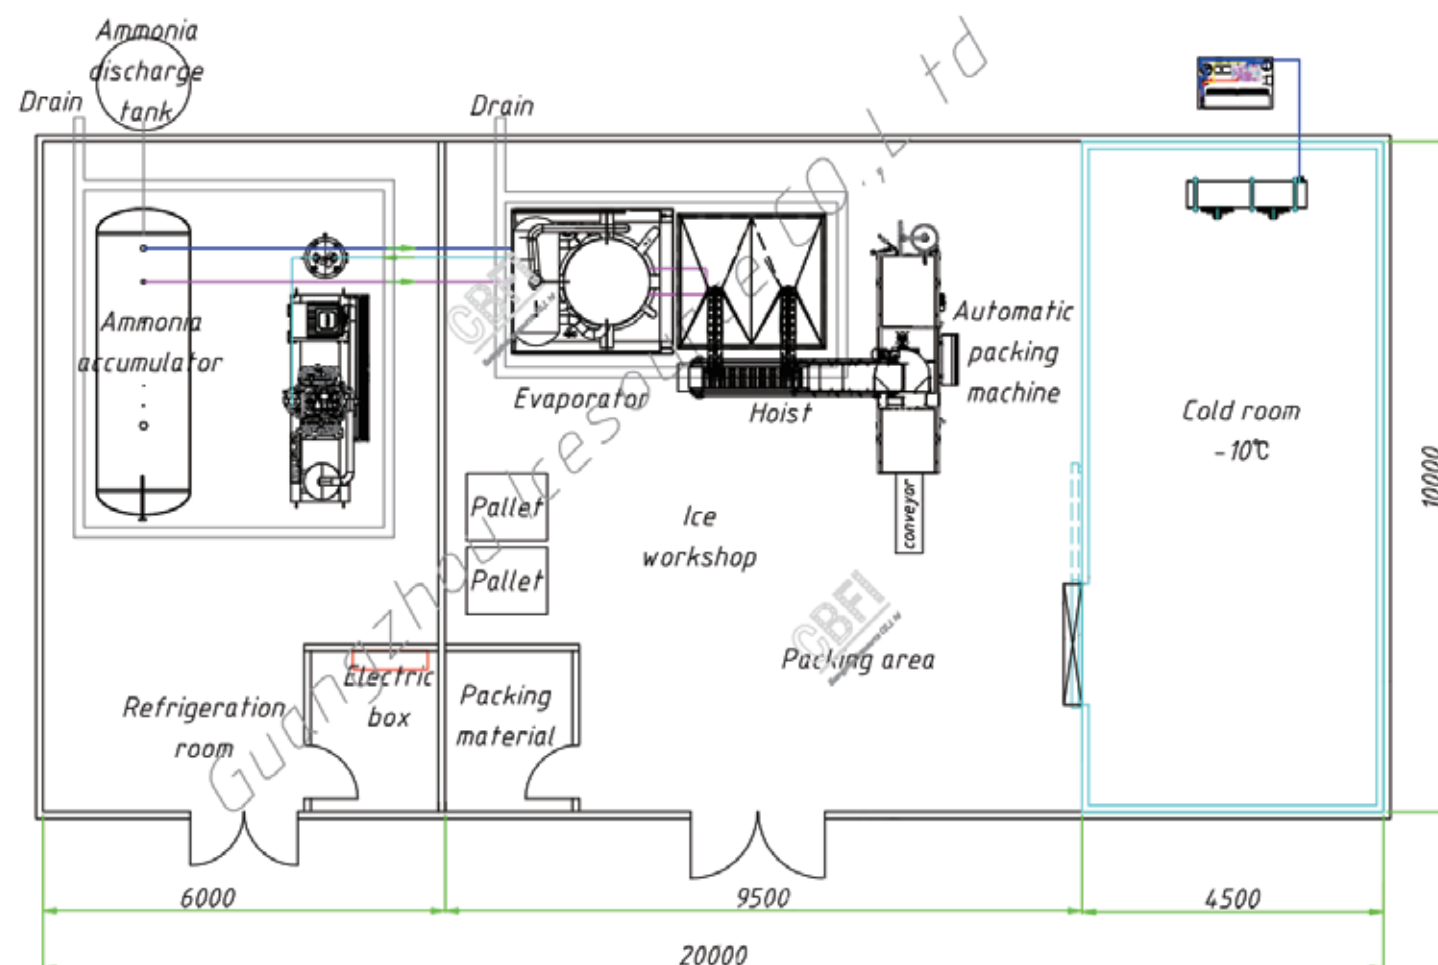 Ammonia
discharge
tank
Drain
Drain
Ammonia
accumulator
Evaporator
Hoist
Automatic
packing
machine
Cold room
-10℃
10000
Pallet
Pallet
Ice
workshop
conveyor
Packing area
Electric
box
Packing
material
Refrigeration
room
6000
9500
4500
20000
CBFI
CBFI
Guangzhou Icesource Co.,Ltd